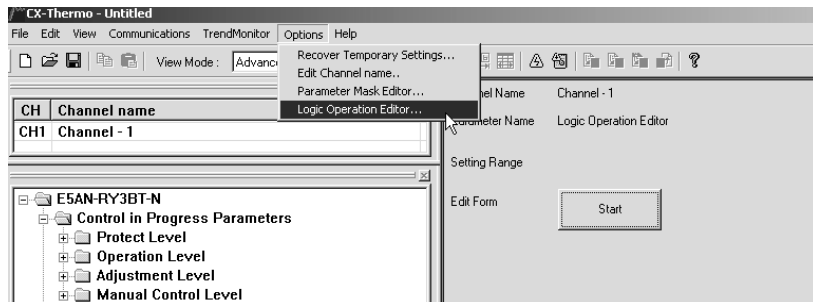 CX-Thermo - Untitled
File Edit View Communications TrendMonitor Options Help
View Mode : Advanc
Recover Temporary Settings...
Edit Channel name..
Parameter Mask Editor...
Logic Operation Editor...
CH Channel name
CH1 Channel - 1
E5AN-RY3BT-N
Control in Progress Parameters
Protect Level
Operation Level
Adjustment Level
Manual Control Level
nel Name Channel - 1
Parameter Name Logic Operation Editor
Setting Range
Edit Form Start